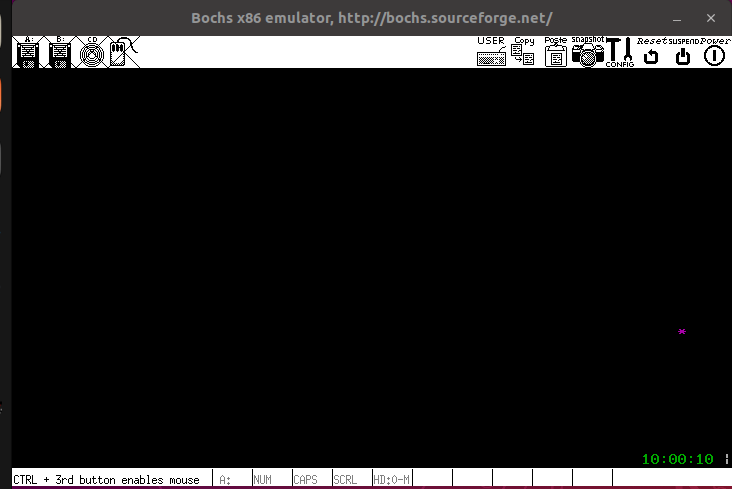 Bochs x86 emulator, http://bochs.sourceforge.net/
A: B: CD USER Copy Paste snapshot CONFIG Reset SUSPEND Power
*
10:00:10 ¦
CTRL + 3rd button enables mouse A: NUM CAPS SCRL HD:0-M